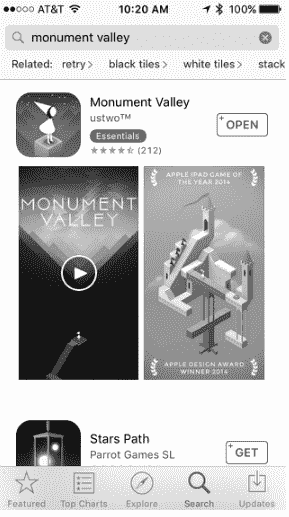 AT&T 10:20 AM 100%
monument valley
Related: retry > black tiles > white tiles > stack
Monument Valley
ustwo™
Essentials
(212)
+ OPEN
MONUMENT
VALLEY
APPLE IPAD GAME OF
THE YEAR 2014
APPLE DESIGN AWARD
WINNER 2014
Stars Path
Parrot Games SL
+ GET
Featured Top Charts Explore Search Updates